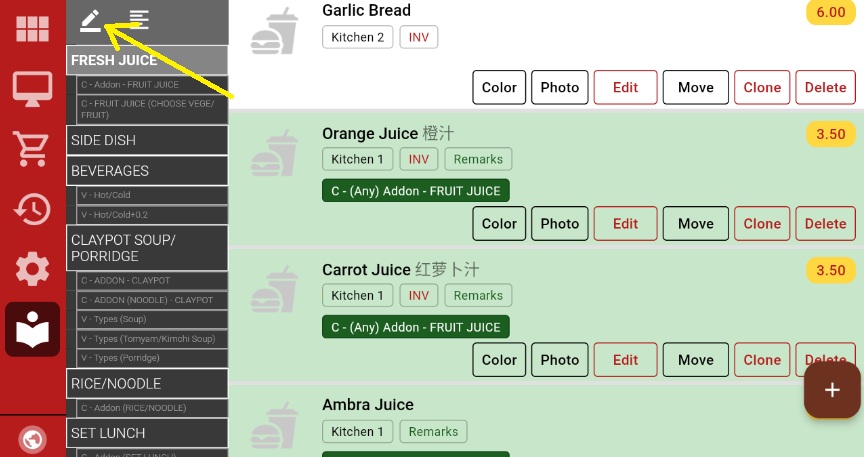 FRESH JUICE
C - Addon - FRUIT JUICE
C - FRUIT JUICE (CHOOSE VEGE/
FRUIT)
SIDE DISH
BEVERAGES
V - Hot/Cold
V - Hot/Cold+0.2
CLAYPOT SOUP/
PORRIDGE
C - ADDON - CLAYPOT
C - ADDON (NOODLE) - CLAYPOT
V - Types (Soup)
V - Types (Tomyam/Kimchi Soup)
V - Types (Porridge)
RICE/NOODLE
C - Addon (RICE/NOODLE)
SET LUNCH
C - Addon (SET LUNCH)
Garlic Bread
6.00
Kitchen 2 INV
Color Photo Edit Move Clone Delete
Orange Juice 橙汁
3.50
Kitchen 1 INV Remarks
C - (Any) Addon - FRUIT JUICE
Color Photo Edit Move Clone Delete
Carrot Juice 红萝卜汁
3.50
Kitchen 1 INV Remarks
C - (Any) Addon - FRUIT JUICE
Color Photo Edit Move Clone Delete
+
Ambra Juice
Kitchen 1 Remarks